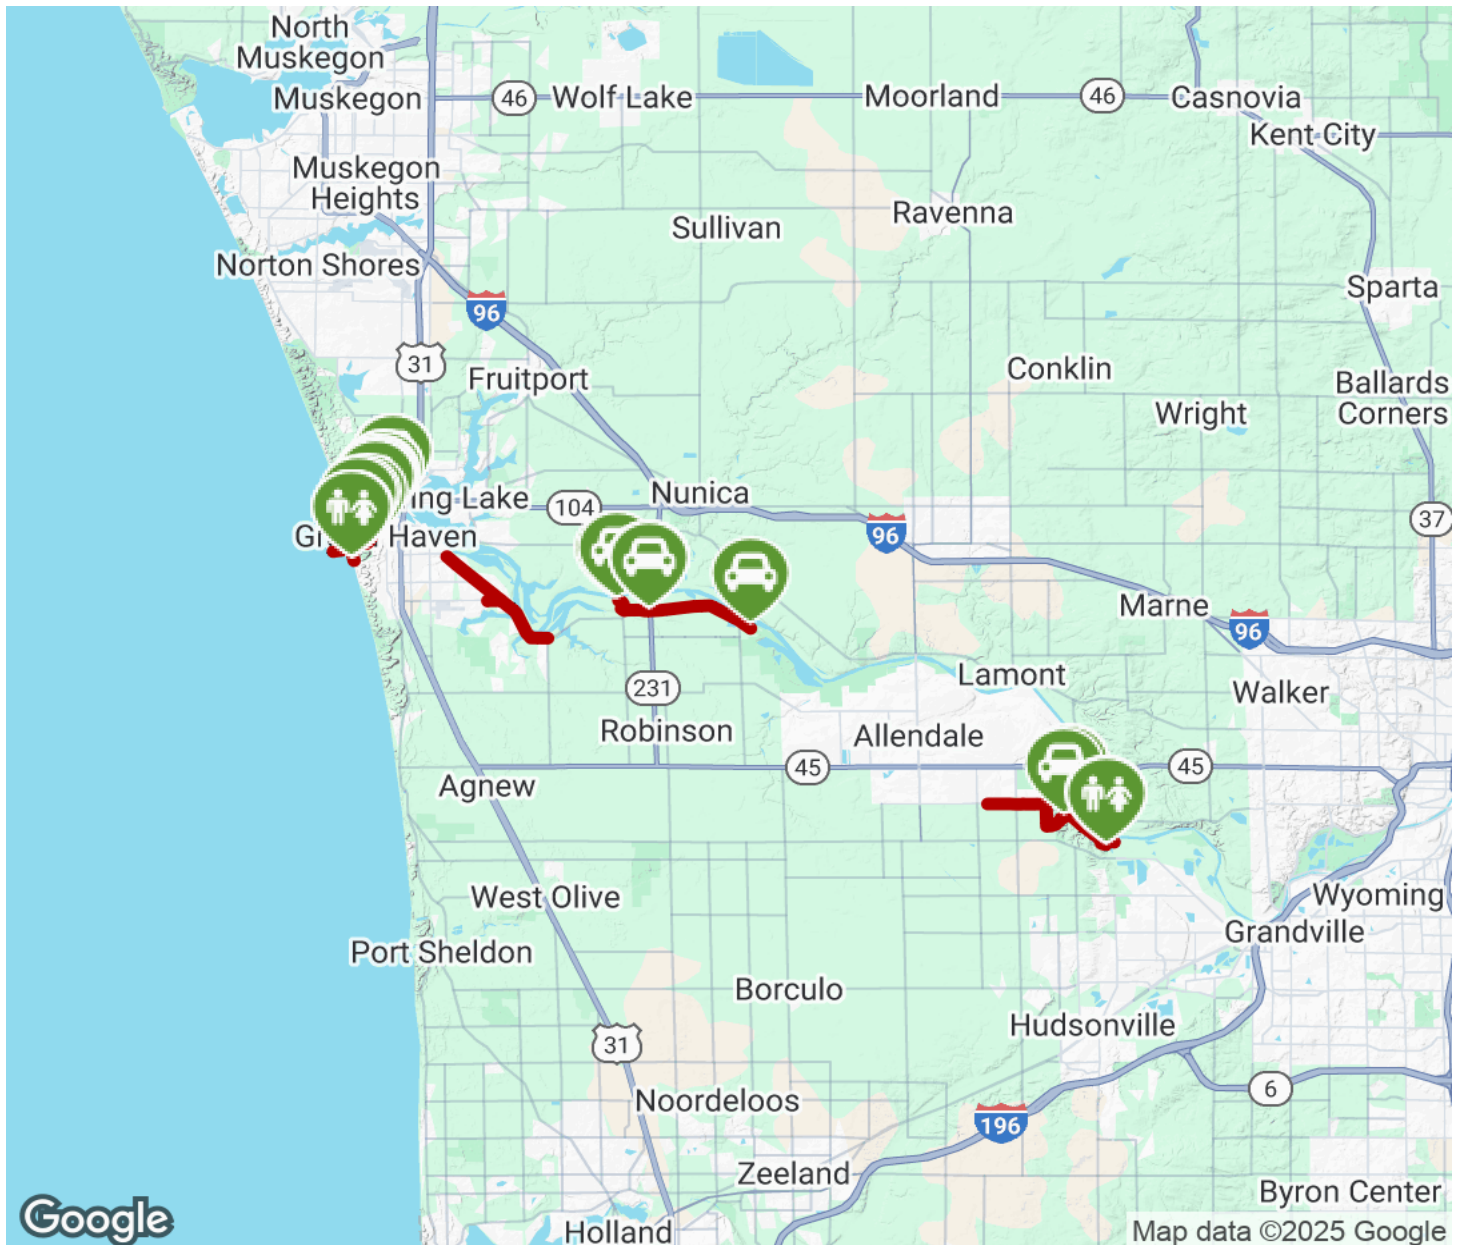 North
Muskegon
Muskegon
46
Wolf Lake
Moorland
46
Casnovia
Kent City
Muskegon
Heights
Sullivan
Ravenna
Norton Shores
96
Sparta
31
Fruitport
Conklin
Ballards
Corners
Wright
ing Lake
104
Nunica
37
G Haven
96
Marne
96
Lamont
231
Walker
Robinson
Allendale
45
45
Agnew
West Olive
Wyoming
Port Sheldon
Grandville
Borculo
Hudsonville
31
6
Noordeloos
196
Zeeland
Byron Center
Google
Holland
Map data ©2025 Google